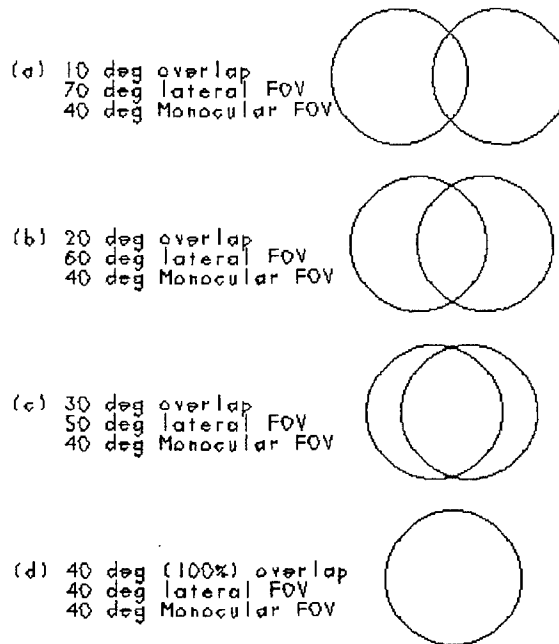 (a) 10 deg overlap
70 deg lateral FOV
40 deg Monocular FOV
(b) 20 deg overlap
60 deg lateral FOV
40 deg Monocular FOV
(c) 30 deg overlap
50 deg lateral FOV
40 deg Monocular FOV
(d) 40 deg (100%) overlap
40 deg lateral FOV
40 deg Monocular FOV